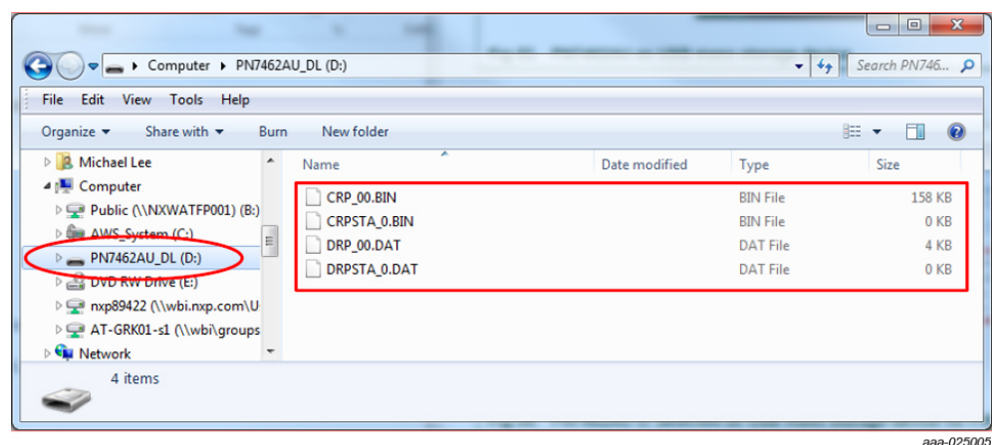 Computer ▸ PN7462AU_DL (D:)
Search PN746...
File Edit View Tools Help
Organize Share with Burn New folder
Name Date modified Type Size
Michael Lee
Computer
Public (\\NXWATFP001) (B:)
AWS_System (C:)
PN7462AU_DL (D:)
DVD RW Drive (E:)
nxp89422 (\\wbi.nxp.com\U
AT-GRK01-s1 (\\wbi\groups
Network
CRP_00.BIN BIN File 158 KB
CRPSTA_0.BIN BIN File 0 KB
DRP_00.DAT DAT File 4 KB
DRPSTA_0.DAT DAT File 0 KB
4 items
aaa-025005